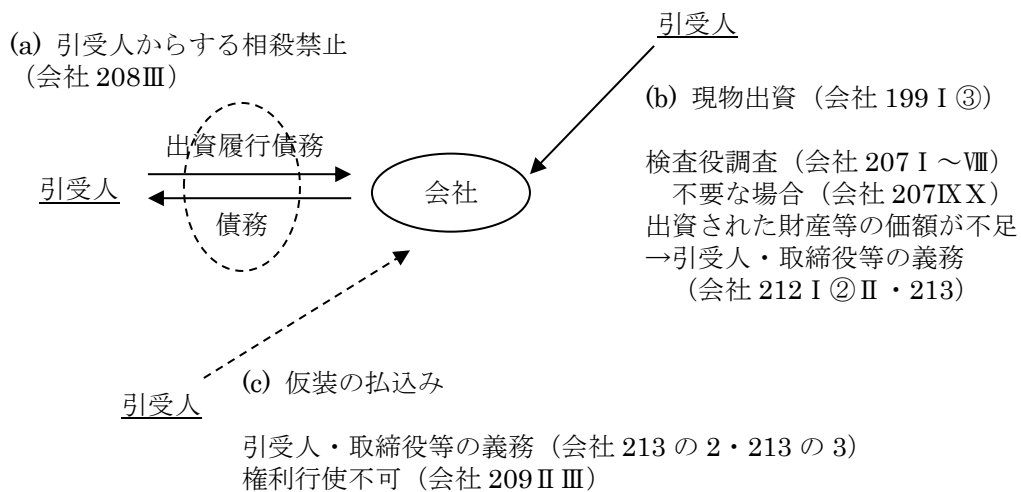 (a) 引受人からする相殺禁止
（会社 208Ⅲ）
出資履行債務
引受人
債務
会社
引受人
(b) 現物出資（会社 199Ⅰ③）
検査役調査（会社 207Ⅰ～Ⅷ）
不要な場合（会社 207ⅨⅩ）
出資された財産等の価額が不足
→引受人・取締役等の義務
（会社 212Ⅰ②Ⅱ・213）
(c) 仮装の払込み
引受人
引受人・取締役等の義務（会社 213 の 2・213 の 3）
権利行使不可（会社 209ⅡⅢ）